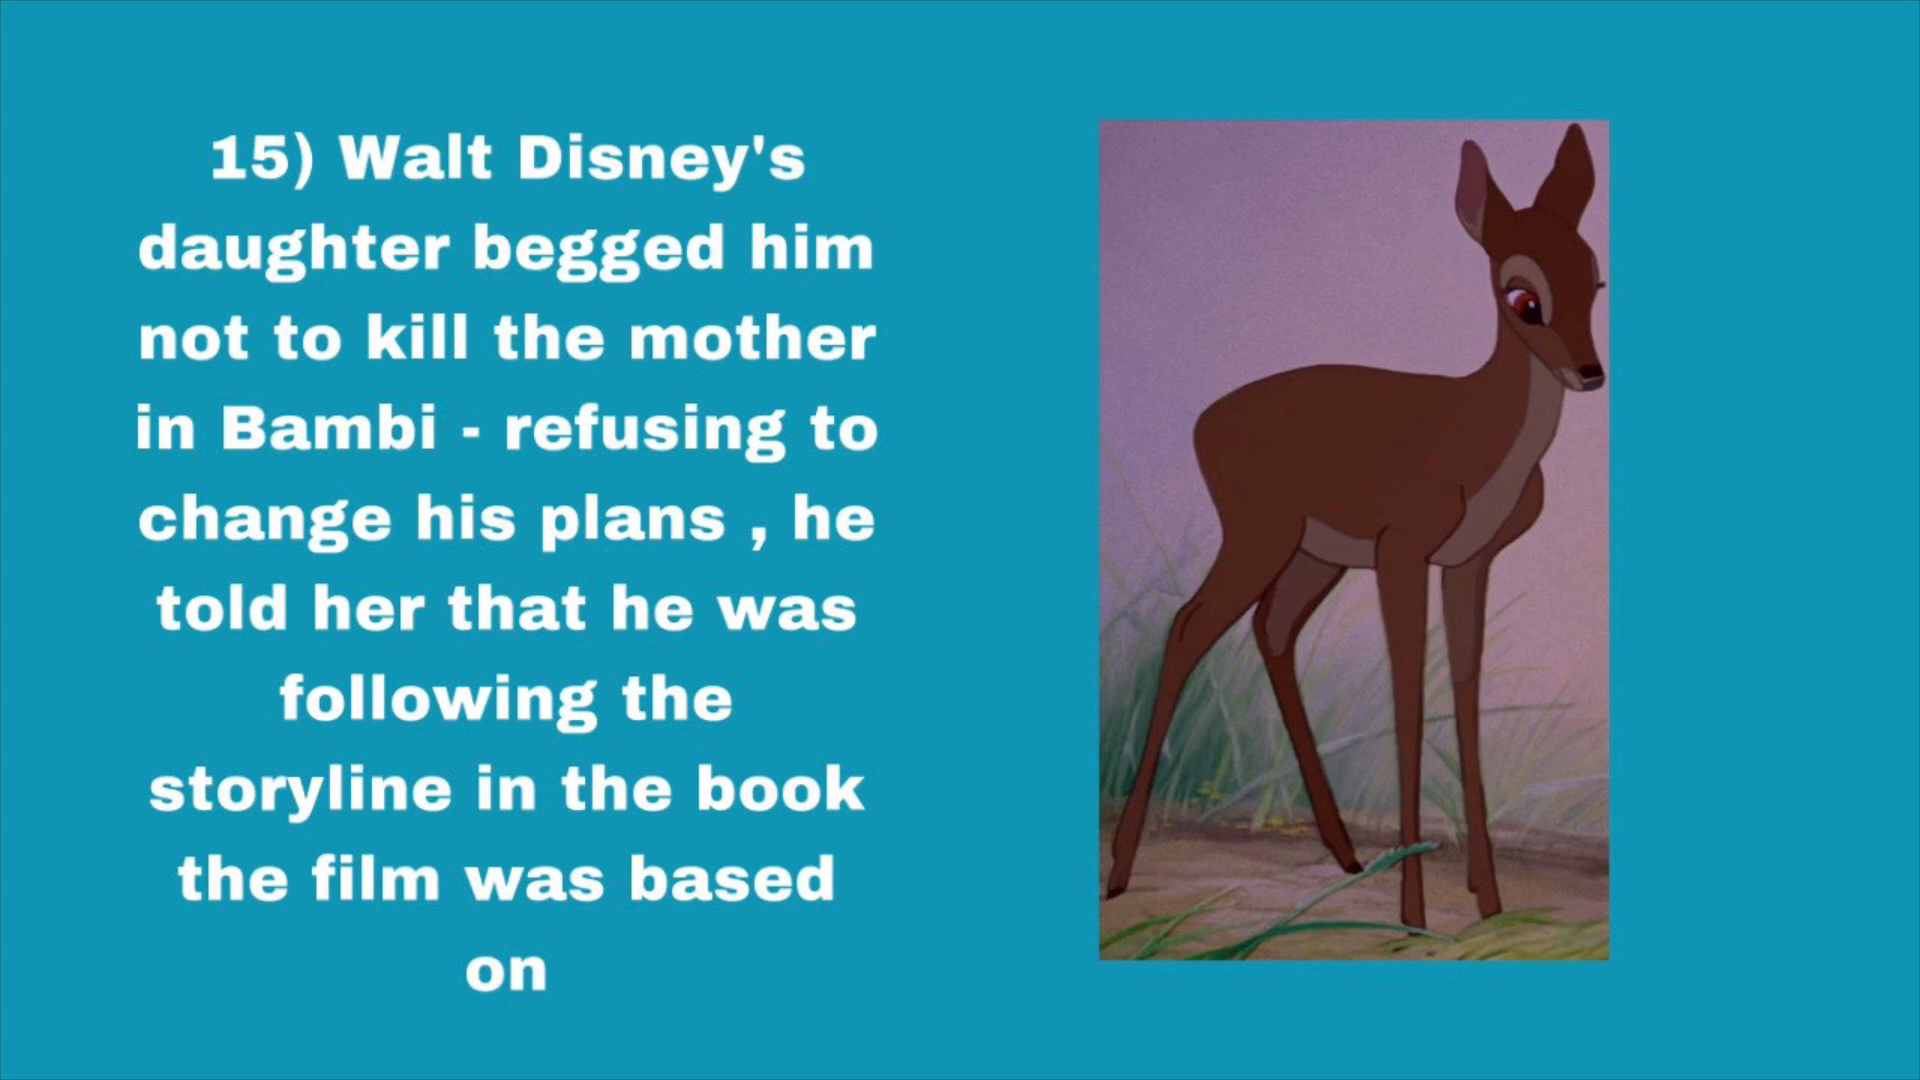 15) Walt Disney's
daughter begged him
not to kill the mother
in Bambi - refusing to
change his plans , he
told her that he was
following the
storyline in the book
the film was based
on